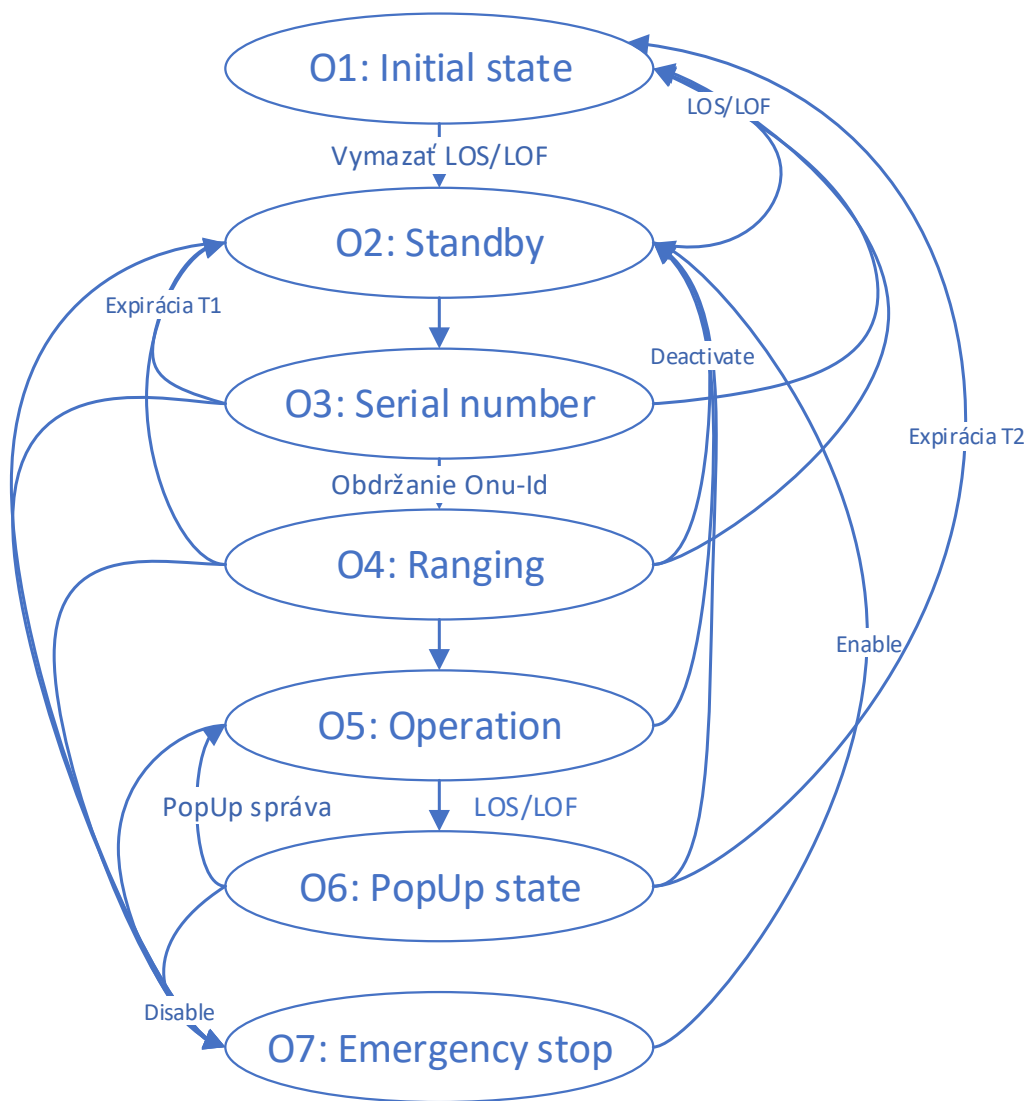 O1: Initial state
LOS/LOF
Vymazať LOS/LOF
O2: Standby
Expirácia T1
Deactivate
O3: Serial number
Expirácia T2
Obdržanie Onu-Id
O4: Ranging
Enable
O5: Operation
PopUp správa
LOS/LOF
O6: PopUp state
Disable
O7: Emergency stop